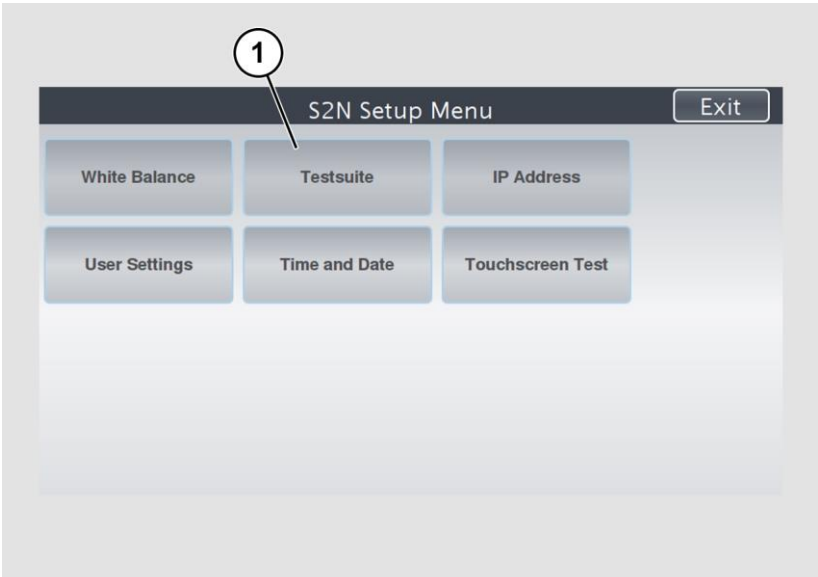 1
S2N Setup Menu
Exit
White Balance
Testsuite
IP Address
User Settings
Time and Date
Touchscreen Test